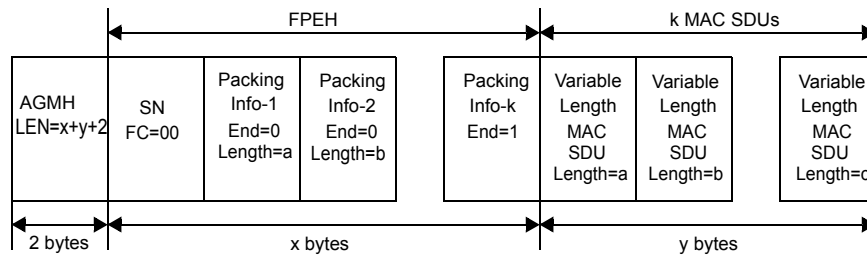 FPEH
k MAC SDUs
AGMH
LEN=x+y+2
SN
FC=00
Packing
Info-1
End=0
Length=a
Packing
Info-2
End=0
Length=b
Packing
Info-k
End=1
Variable
Length
MAC
SDU
Length=a
Variable
Length
MAC
SDU
Length=b
Variable
Length
MAC
SDU
Length=c
2 bytes
x bytes
y bytes